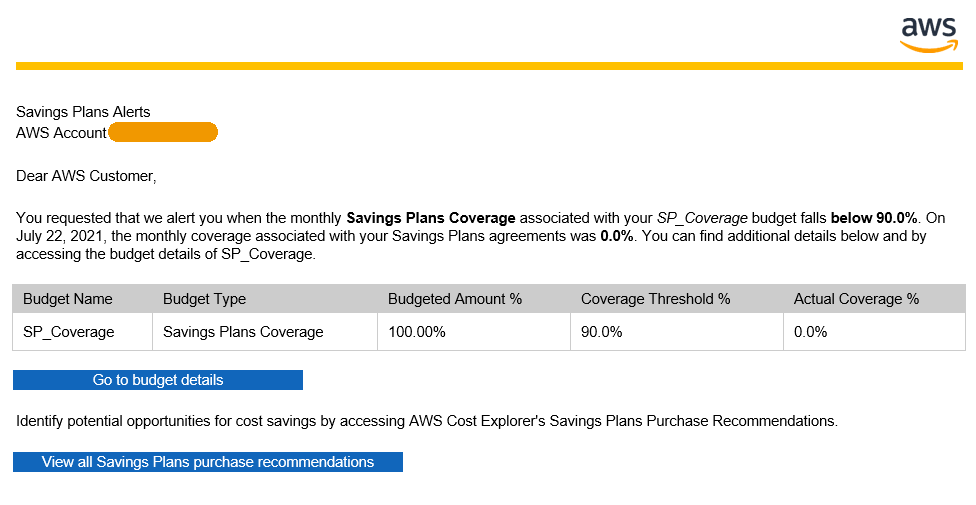 aws
Savings Plans Alerts
AWS Account
Dear AWS Customer,
You requested that we alert you when the monthly Savings Plans Coverage associated with your SP_Coverage budget falls below 90.0%. On
July 22, 2021, the monthly coverage associated with your Savings Plans agreements was 0.0%. You can find additional details below and by
accessing the budget details of SP_Coverage.
Budget Name Budget Type Budgeted Amount % Coverage Threshold % Actual Coverage %
SP_Coverage Savings Plans Coverage 100.00% 90.0% 0.0%
Go to budget details
Identify potential opportunities for cost savings by accessing AWS Cost Explorer's Savings Plans Purchase Recommendations.
View all Savings Plans purchase recommendations